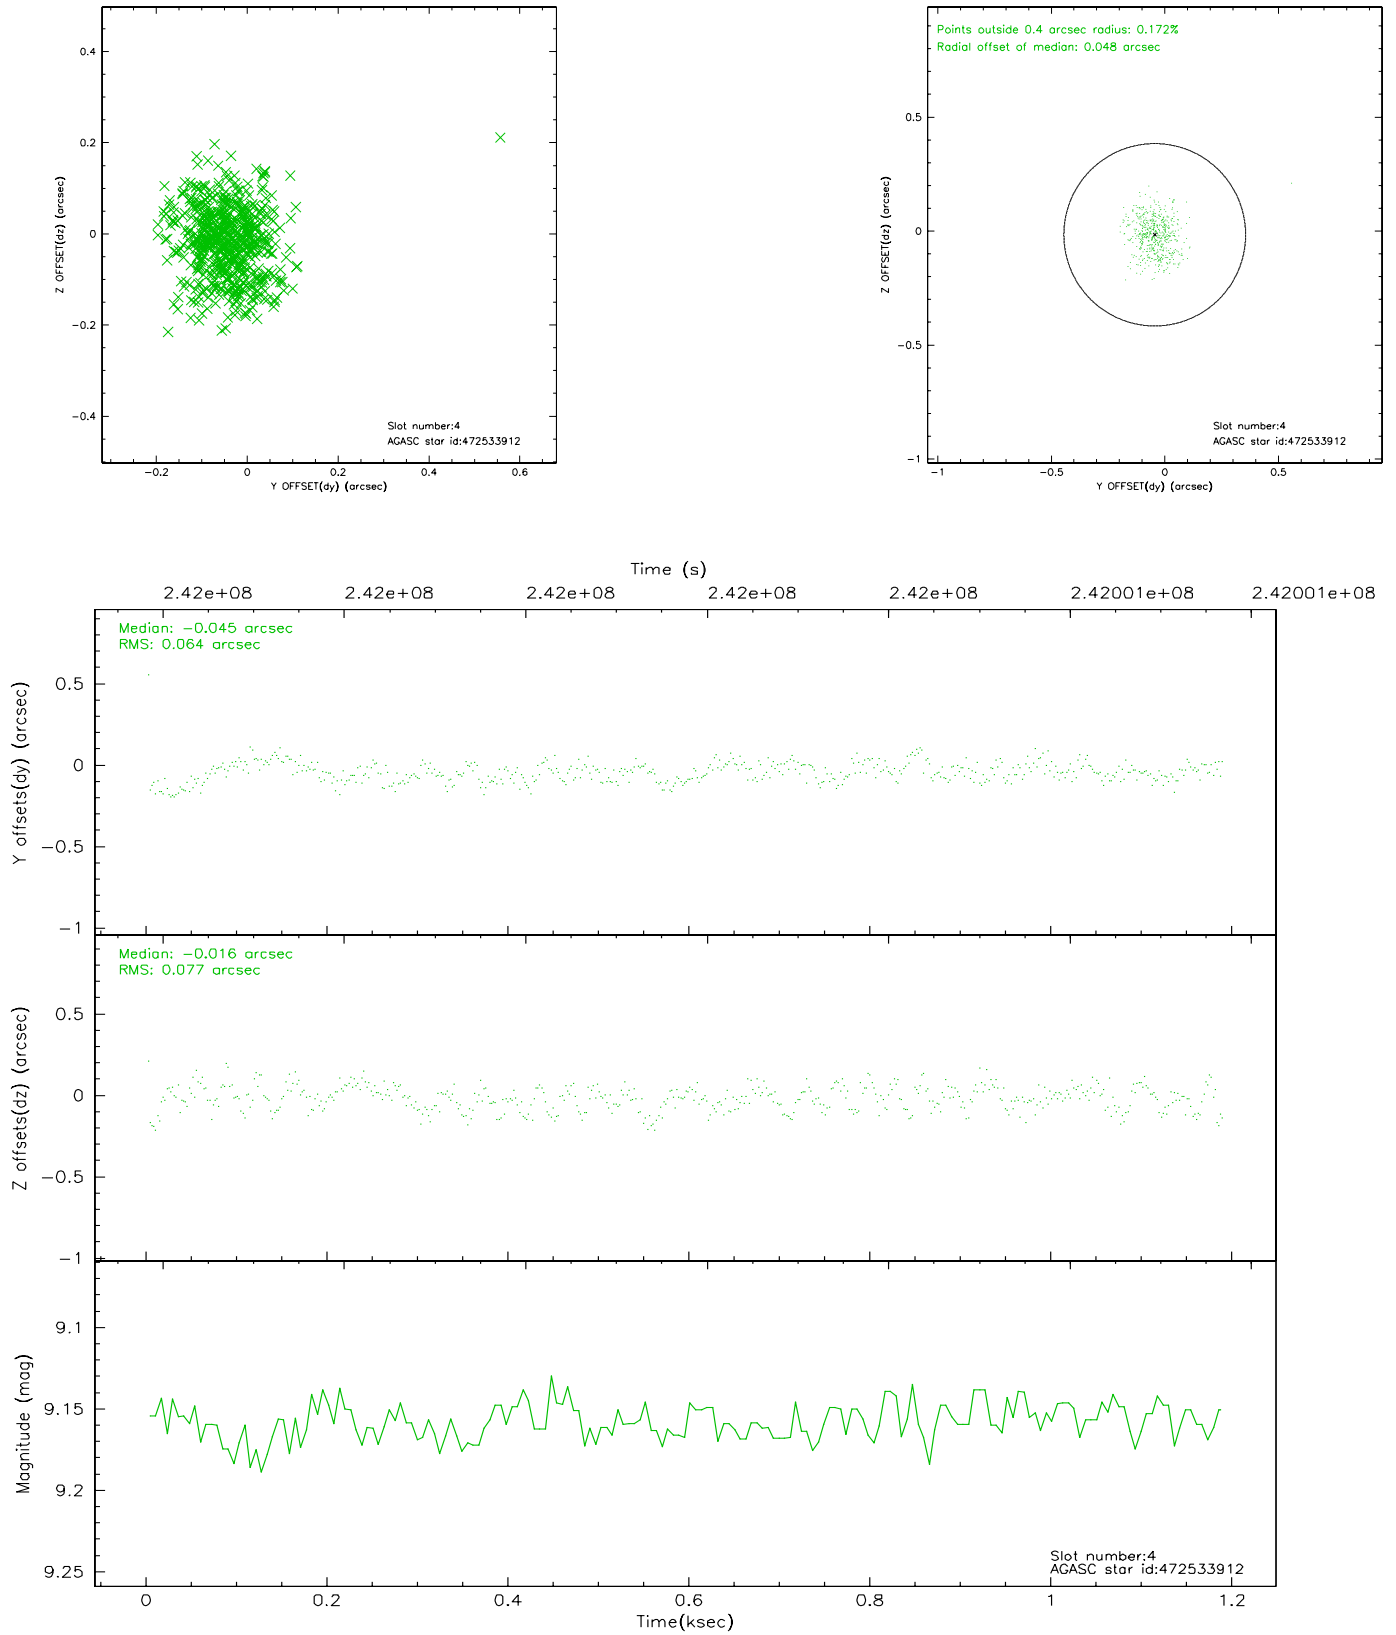 0.4
0.2
0
-0.2
-0.4
Z OFFSET(dz) (arcsec)
Slot number:4
AGASC star id:472533912
-0.2 0 0.2 0.4 0.6
Y OFFSET(dy) (arcsec)
Points outside 0.4 arcsec radius: 0.172%
Radial offset of median: 0.048 arcsec
0.5
0
-0.5
-1
Z OFFSET(dz) (arcsec)
Slot number:4
AGASC star id:472533912
-1 -0.5 0 0.5
Y OFFSET(dy) (arcsec)
Time (s)
2.42e+08 2.42e+08 2.42e+08 2.42e+08 2.42e+08 2.42001e+08 2.42001e+08
Median: -0.045 arcsec
RMS: 0.064 arcsec
0.5
0
-0.5
-1
Y offsets(dy) (arcsec)
Median: -0.016 arcsec
RMS: 0.077 arcsec
0.5
0
-0.5
-1
Z offsets(dz) (arcsec)
9.1
9.15
9.2
9.25
Magnitude (mag)
Slot number:4
AGASC star id:472533912
0 0.2 0.4 0.6 0.8 1 1.2
Time(ksec)